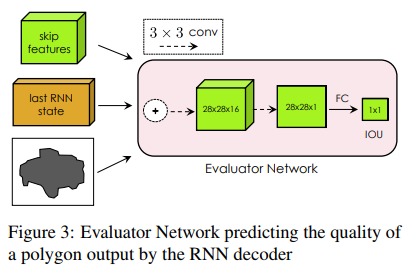 skip
features
3 × 3 conv
last RNN
state
+
28x28x16
28x28x1
FC
1x1
IOU
Evaluator Network
Figure 3: Evaluator Network predicting the quality of
a polygon output by the RNN decoder